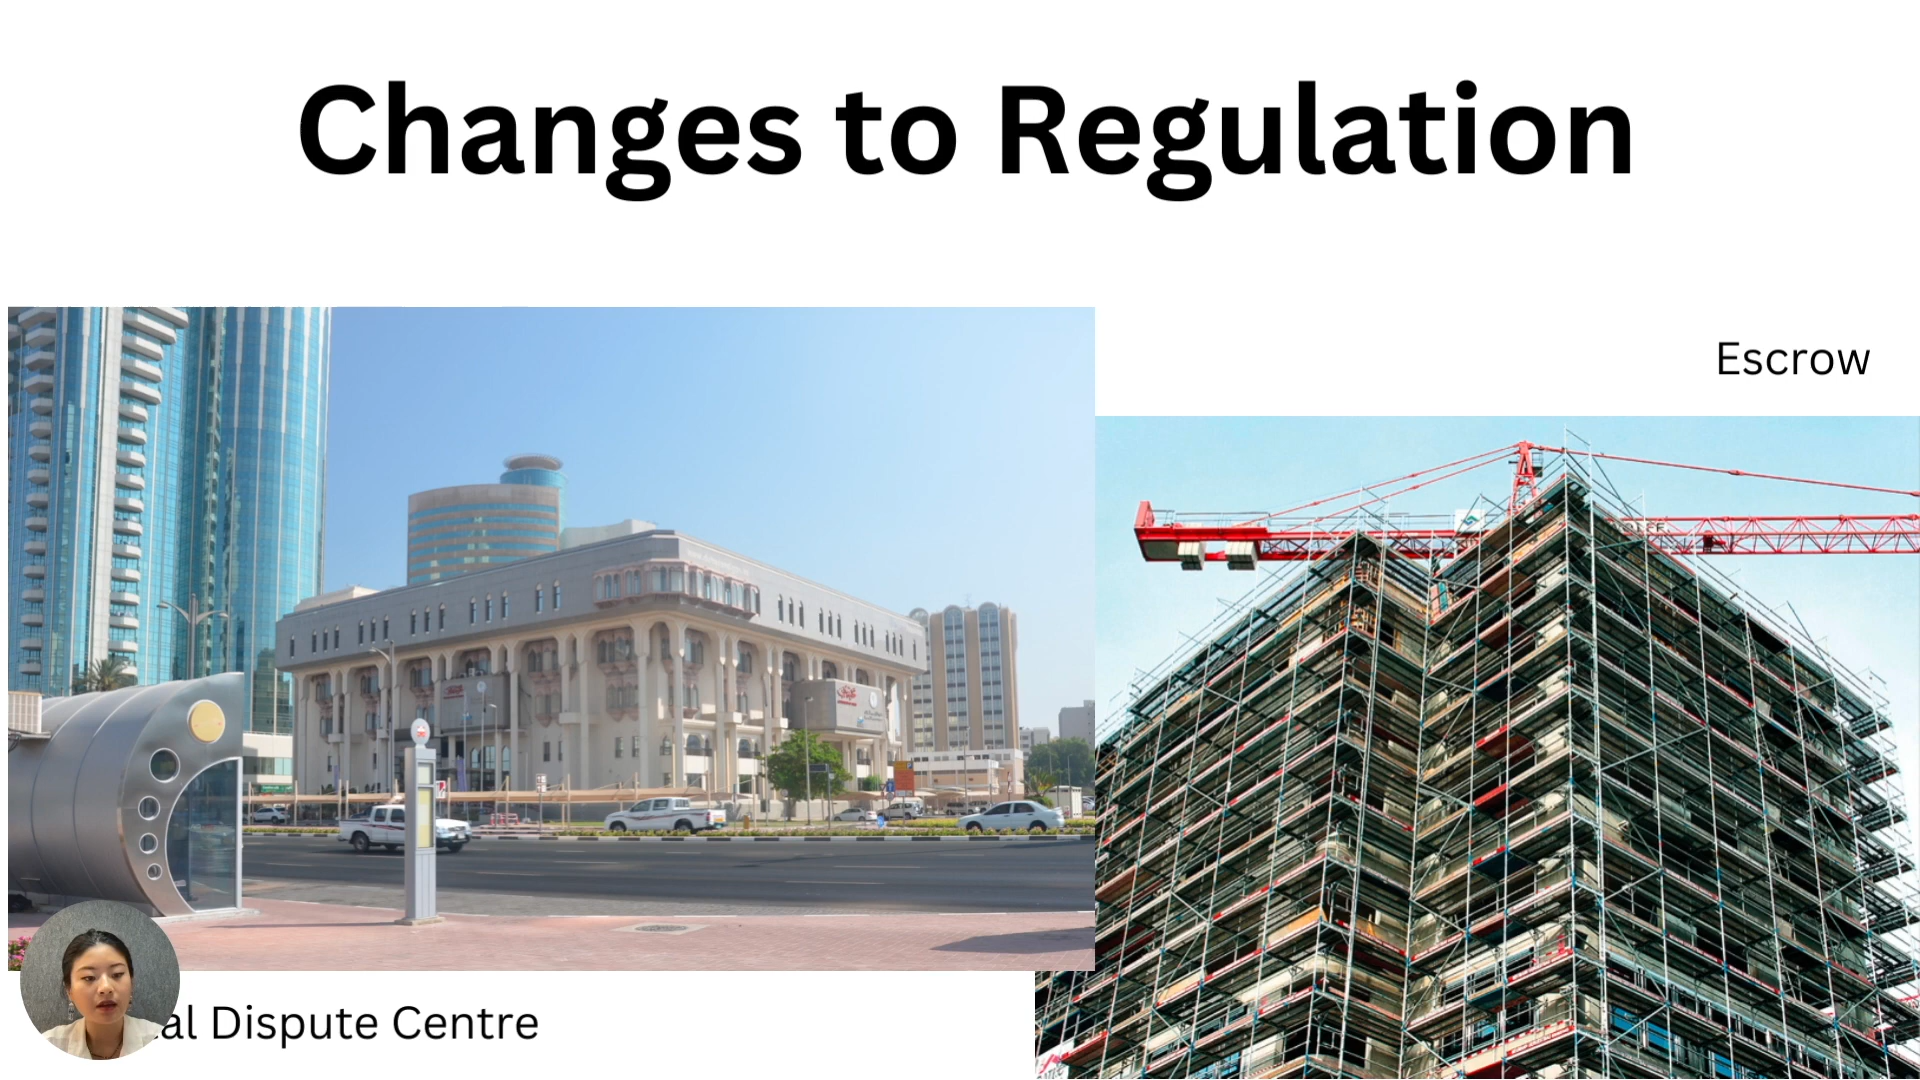 Changes to Regulation
Escrow
al Dispute Centre